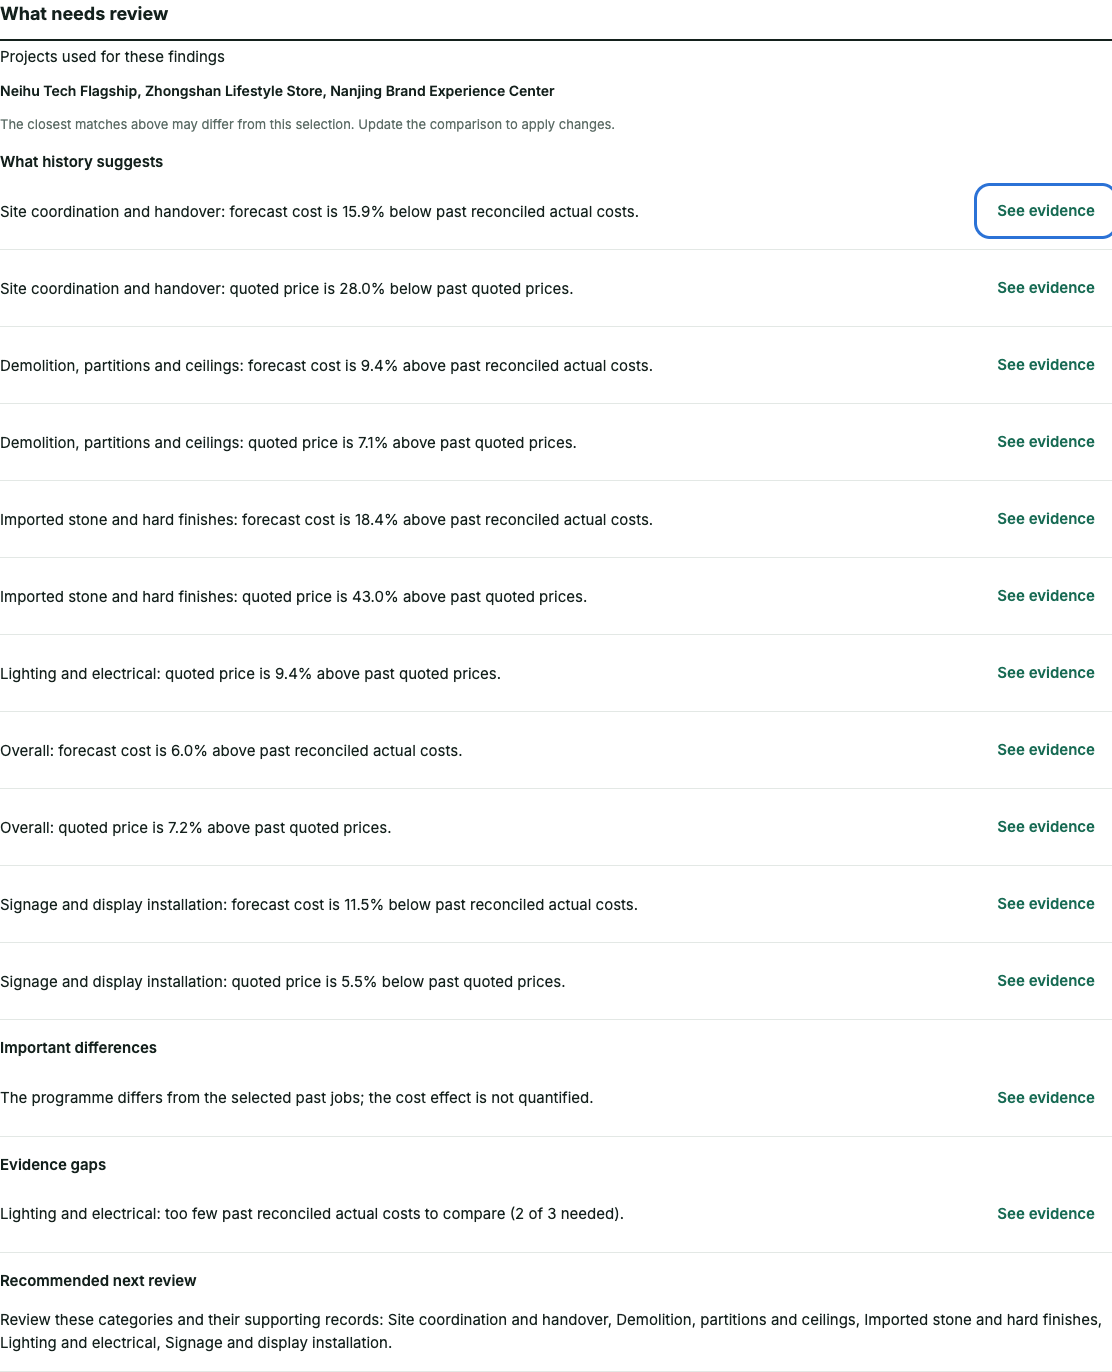 What needs review
Projects used for these findings
Neihu Tech Flagship, Zhongshan Lifestyle Store, Nanjing Brand Experience Center
The closest matches above may differ from this selection. Update the comparison to apply changes.
What history suggests
Site coordination and handover: forecast cost is 15.9% below past reconciled actual costs.
See evidence
Site coordination and handover: quoted price is 28.0% below past quoted prices.
See evidence
Demolition, partitions and ceilings: forecast cost is 9.4% above past reconciled actual costs.
See evidence
Demolition, partitions and ceilings: quoted price is 7.1% above past quoted prices.
See evidence
Imported stone and hard finishes: forecast cost is 18.4% above past reconciled actual costs.
See evidence
Imported stone and hard finishes: quoted price is 43.0% above past quoted prices.
See evidence
Lighting and electrical: quoted price is 9.4% above past quoted prices.
See evidence
Overall: forecast cost is 6.0% above past reconciled actual costs.
See evidence
Overall: quoted price is 7.2% above past quoted prices.
See evidence
Signage and display installation: forecast cost is 11.5% below past reconciled actual costs.
See evidence
Signage and display installation: quoted price is 5.5% below past quoted prices.
See evidence
Important differences
The programme differs from the selected past jobs; the cost effect is not quantified.
See evidence
Evidence gaps
Lighting and electrical: too few past reconciled actual costs to compare (2 of 3 needed).
See evidence
Recommended next review
Review these categories and their supporting records: Site coordination and handover, Demolition, partitions and ceilings, Imported stone and hard finishes,
Lighting and electrical, Signage and display installation.